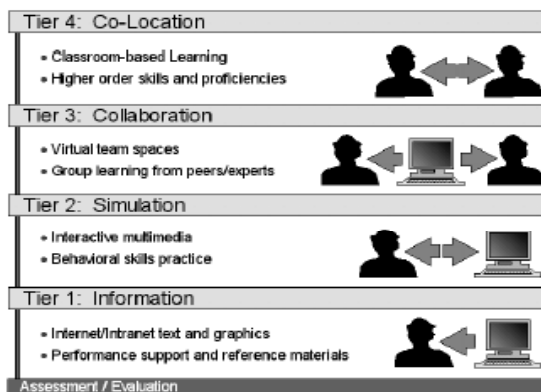 Tier 4: Co-Location
• Classroom-based Learning
• Higher order skills and proficiencies
Tier 3: Collaboration
• Virtual team spaces
• Group learning from peers/experts
Tier 2: Simulation
• Interactive multimedia
• Behavioral skills practice
Tier 1: Information
• Internet/Intranet text and graphics
• Performance support and reference materials
Assessment / Evaluation